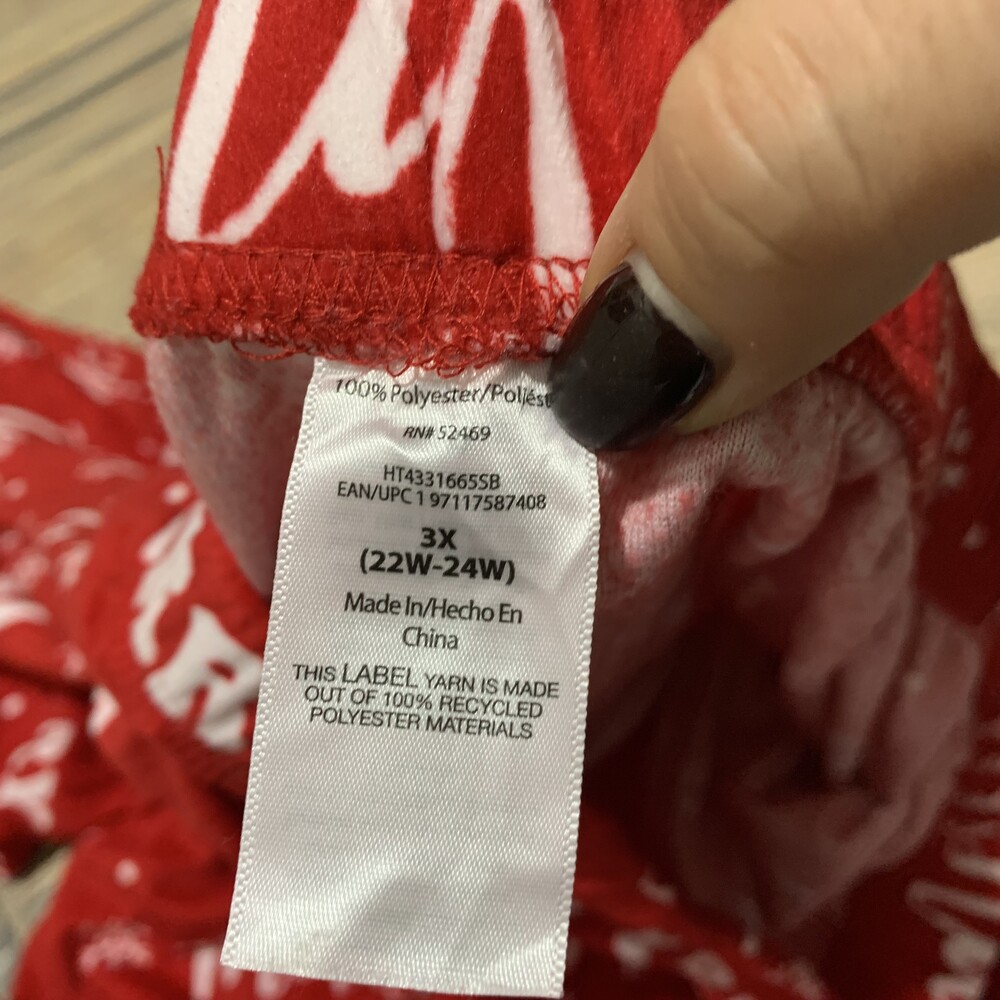 100% Polyester/Poliést
RN# 52469
HT4331665SB
EAN/UPC 1 97117587408
3X
(22W-24W)
Made In/Hecho En
China
THIS LABEL YARN IS MADE
OUT OF 100% RECYCLED
POLYESTER MATERIALS